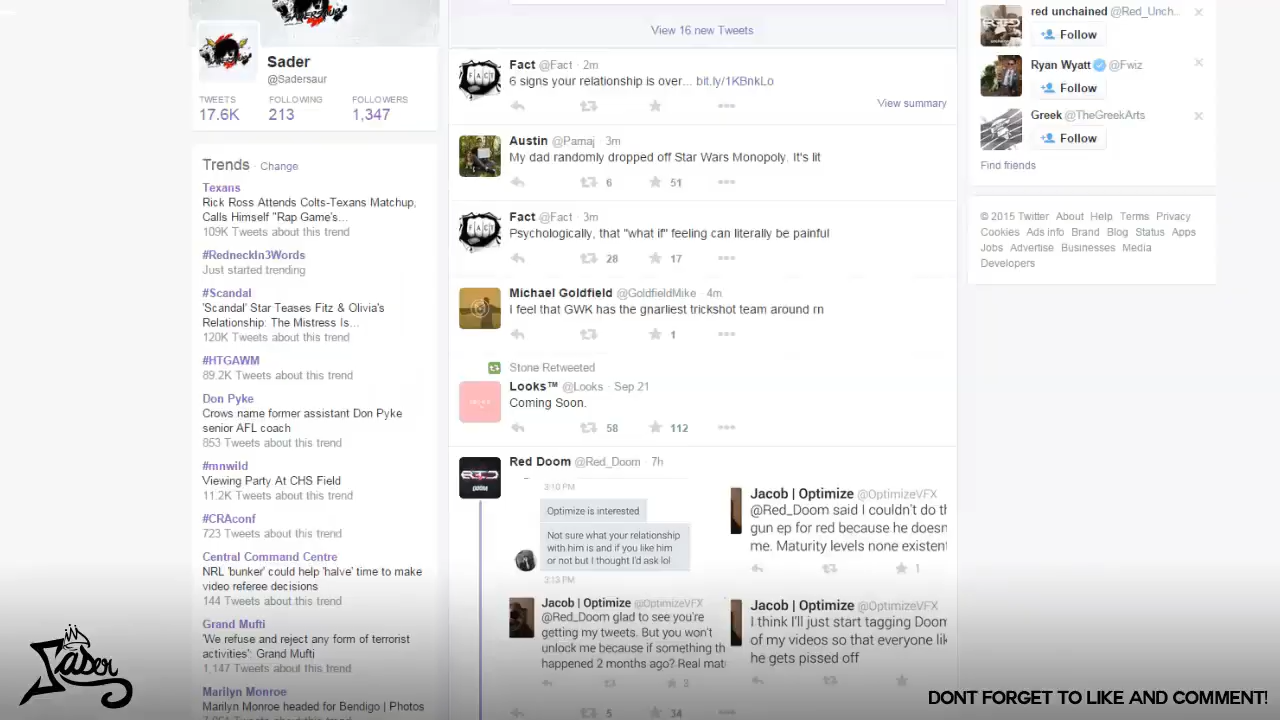 Sader
@Sadersaur
TWEETS FOLLOWING FOLLOWERS
17.6K 213 1,347
Trends · Change
Texans
Rick Ross Attends Colts-Texans Matchup,
Calls Himself "Rap Game's...
109K Tweets about this trend
#RedneckIn3Words
Just started trending
#Scandal
'Scandal' Star Teases Fitz & Olivia's
Relationship: The Mistress Is...
120K Tweets about this trend
#HTGAWM
89.2K Tweets about this trend
Don Pyke
Crows name former assistant Don Pyke
senior AFL coach
853 Tweets about this trend
#mnwild
Viewing Party At CHS Field
11.2K Tweets about this trend
#CRAconf
723 Tweets about this trend
Central Command Centre
NRL 'bunker' could help 'halve' time to make
video referee decisions
144 Tweets about this trend
Grand Mufti
'We refuse and reject any form of terrorist
activities': Grand Mufti
1,147 Tweets about this trend
Marilyn Monroe
Marilyn Monroe headed for Bendigo | Photos
View 16 new Tweets
Fact @Fact · 2m
6 signs your relationship is over... bit.ly/1KBnkLo
View summary
Austin @Pamaj · 3m
My dad randomly dropped off Star Wars Monopoly. It's lit
6 51
Fact @Fact · 3m
Psychologically, that "what if" feeling can literally be painful
28 17
Michael Goldfield @GoldfieldMike · 4m
I feel that GWK has the gnarliest trickshot team around rn
1
Stone Retweeted
Looks™ @Looks · Sep 21
Coming Soon.
58 112
Red Doom @Red_Doom · 7h
3:10 PM
Optimize is interested
Not sure what your relationship
with him is and if you like him
or not but I thought I'd ask lol
3:13 PM
Jacob | Optimize @OptimizeVFX
@Red_Doom said I couldn't do th
gun ep for red because he doesn
me. Maturity levels none existent
1
Jacob | Optimize @OptimizeVFX
@Red_Doom glad to see you're
getting my tweets. But you won't
unlock me because if something th
happened 2 months ago? Real mat
3
Jacob | Optimize @OptimizeVFX
I think I'll just start tagging Doom
of my videos so that everyone lik
he gets pissed off
5 34
red unchained @Red_Unch..
Follow
Ryan Wyatt @Fwiz
Follow
Greek @TheGreekArts
Follow
Find friends
© 2015 Twitter About Help Terms Privacy
Cookies Ads info Brand Blog Status Apps
Jobs Advertise Businesses Media
Developers
Sader
DONT FORGET TO LIKE AND COMMENT!